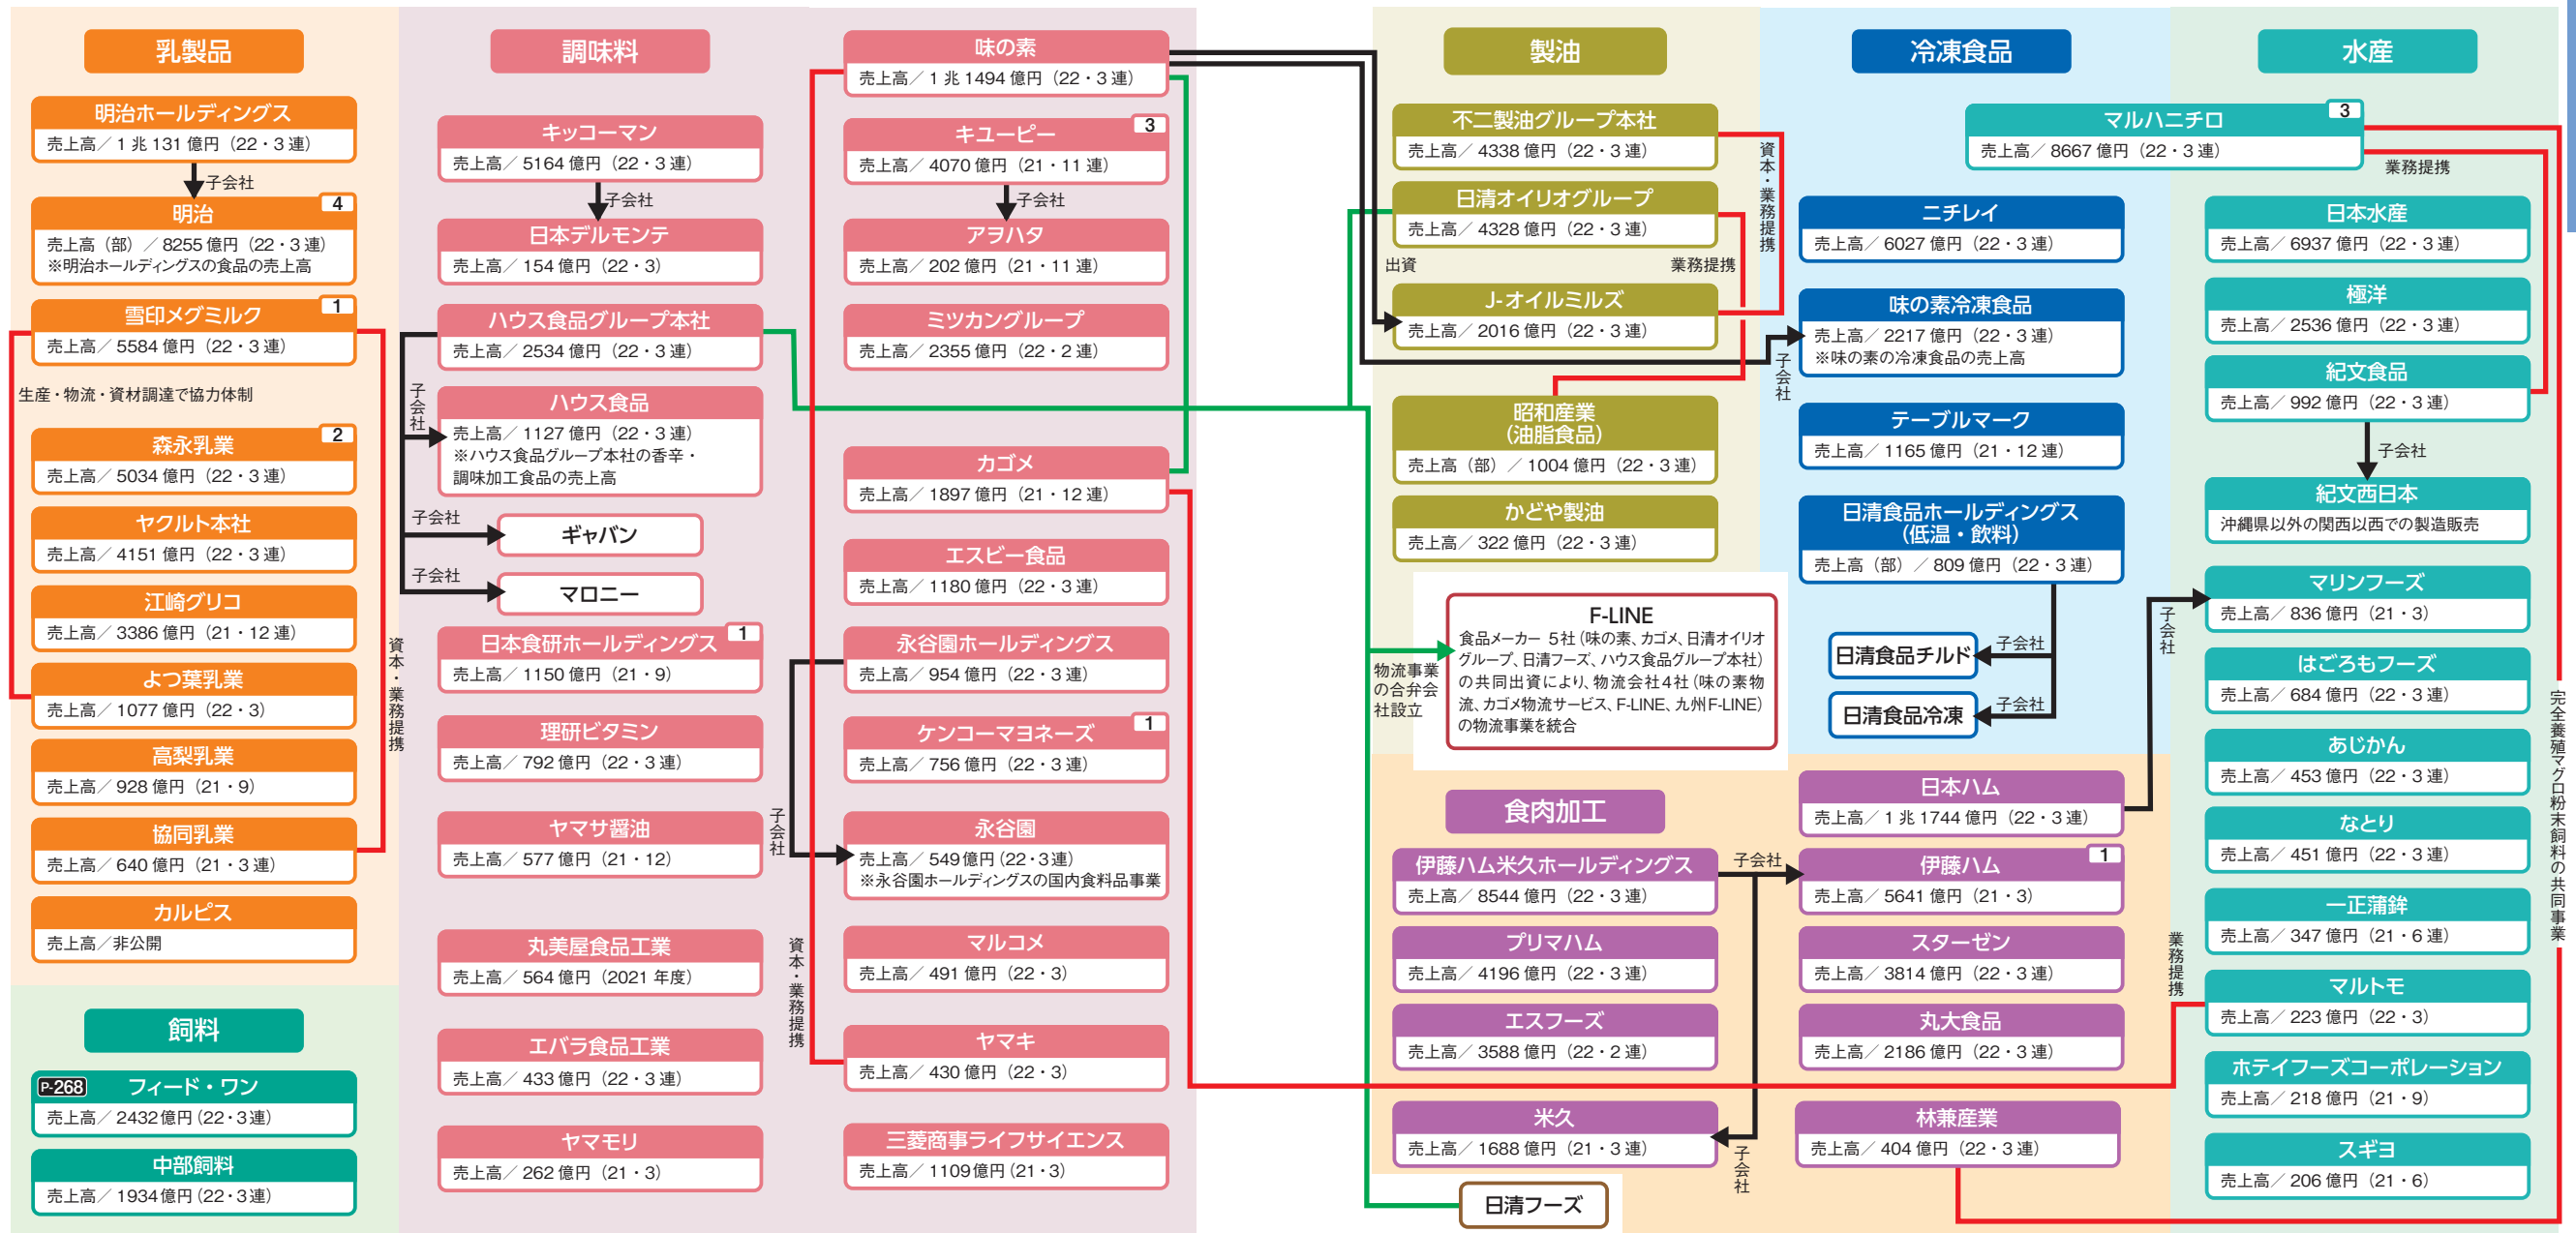 乳製品
明治ホールディングス
売上高／1兆131億円（22・3連）
子会社
明治
4
売上高（部）／8255億円（22・3連）
※明治ホールディングスの食品の売上高
雪印メグミルク
1
売上高／5584億円（22・3連）
生産・物流・資材調達で協力体制
森永乳業
2
売上高／5034億円（22・3連）
ヤクルト本社
売上高／4151億円（22・3連）
江崎グリコ
売上高／3386億円（21・12連）
よつ葉乳業
売上高／1077億円（22・3）
高梨乳業
売上高／928億円（21・9）
協同乳業
売上高／640億円（21・3連）
カルピス
売上高／非公開
資本・業務提携
飼料
P-268
フィード・ワン
売上高／2432億円（22・3連）
中部飼料
売上高／1934億円（22・3連）
調味料
キッコーマン
売上高／5164億円（22・3連）
子会社
日本デルモンテ
売上高／154億円（22・3）
ハウス食品グループ本社
売上高／2534億円（22・3連）
子会社
ハウス食品
売上高／1127億円（22・3連）
※ハウス食品グループ本社の香辛・
調味加工食品の売上高
子会社
ギャバン
子会社
マロニー
日本食研ホールディングス
1
売上高／1150億円（21・9）
理研ビタミン
売上高／792億円（22・3連）
ヤマサ醤油
売上高／577億円（21・12）
丸美屋食品工業
売上高／564億円（2021年度）
エバラ食品工業
売上高／433億円（22・3連）
ヤマモリ
売上高／262億円（21・3）
味の素
売上高／1兆1494億円（22・3連）
キユーピー
3
売上高／4070億円（21・11連）
子会社
アヲハタ
売上高／202億円（21・11連）
ミツカングループ
売上高／2355億円（22・2連）
カゴメ
売上高／1897億円（21・12連）
エスビー食品
売上高／1180億円（22・3連）
永谷園ホールディングス
売上高／954億円（22・3連）
ケンコーマヨネーズ
1
売上高／756億円（22・3連）
子会社
永谷園
売上高／549億円（22・3連）
※永谷園ホールディングスの国内食料品事業
マルコメ
売上高／491億円（22・3）
資本・業務提携
ヤマキ
売上高／430億円（22・3）
三菱商事ライフサイエンス
売上高／1109億円（21・3）
製油
不二製油グループ本社
売上高／4338億円（22・3連）
資本・業務提携
日清オイリオグループ
売上高／4328億円（22・3連）
出資
業務提携
J-オイルミルズ
売上高／2016億円（22・3連）
昭和産業
（油脂食品）
売上高（部）／1004億円（22・3連）
かどや製油
売上高／322億円（22・3連）
物流事業
の合弁会
社設立
F-LINE
食品メーカー5社（味の素、カゴメ、日清オイリオ
グループ、日清フーズ、ハウス食品グループ本社）
の共同出資により、物流会社4社（味の素物
流、カゴメ物流サービス、F-LINE、九州F-LINE）
の物流事業を統合
冷凍食品
ニチレイ
売上高／6027億円（22・3連）
味の素冷凍食品
売上高／2217億円（22・3連）
※味の素の冷凍食品の売上高
子会社
テーブルマーク
売上高／1165億円（21・12連）
日清食品ホールディングス
（低温・飲料）
売上高（部）／809億円（22・3連）
日清食品チルド
子会社
日清食品冷凍
子会社
食肉加工
日本ハム
売上高／1兆1744億円（22・3連）
子会社
伊藤ハム米久ホールディングス
売上高／8544億円（22・3連）
子会社
伊藤ハム
1
売上高／5641億円（21・3）
プリマハム
売上高／4196億円（22・3連）
スターゼン
売上高／3814億円（22・3連）
エスフーズ
売上高／3588億円（22・2連）
丸大食品
売上高／2186億円（22・3連）
米久
売上高／1688億円（21・3連）
子会社
林兼産業
売上高／404億円（22・3連）
日清フーズ
水産
マルハニチロ
3
売上高／8667億円（22・3連）
業務提携
日本水産
売上高／6937億円（22・3連）
極洋
売上高／2536億円（22・3連）
紀文食品
売上高／992億円（22・3連）
子会社
紀文西日本
沖縄県以外の関西以西での製造販売
マリンフーズ
売上高／836億円（21・3）
はごろもフーズ
売上高／684億円（22・3連）
あじかん
売上高／453億円（22・3連）
なとり
売上高／451億円（22・3連）
一正蒲鉾
売上高／347億円（21・6連）
業務提携
マルトモ
売上高／223億円（22・3）
ホテイフーズコーポレーション
売上高／218億円（21・9）
スギヨ
売上高／206億円（21・6）
完全養殖マグロ粉末飼料の共同事業